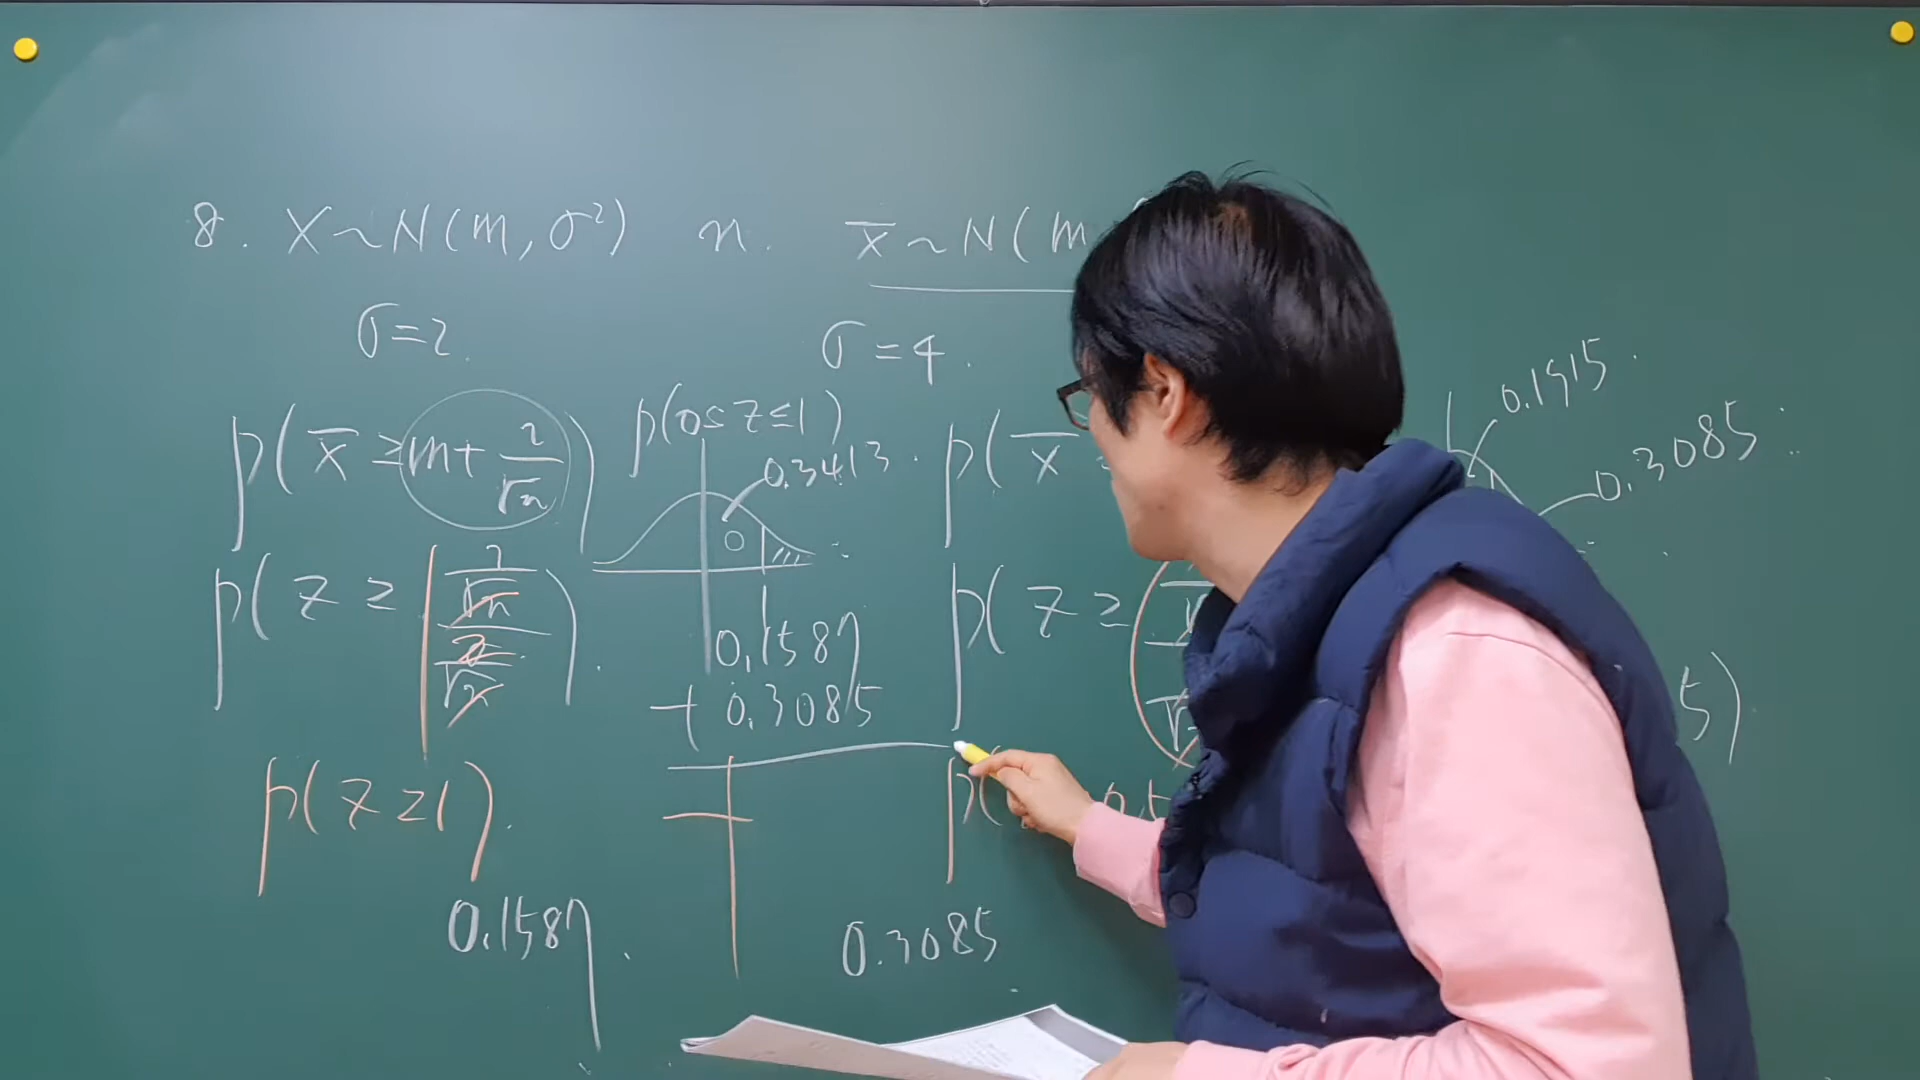 8. X~N(m, σ²) n. X̄~N(m
σ=2. σ=4.
0.1915.
P(X̄≥m+2/√n) P(0≤Z≤1) P(X̄
0.3413. 0.3085
P(Z≥ (2/√n)/(2/√n)). P(Z≥
0.1587
+ 0.3085 5)
P(Z≥1). + P(
0.1587. 0.3085